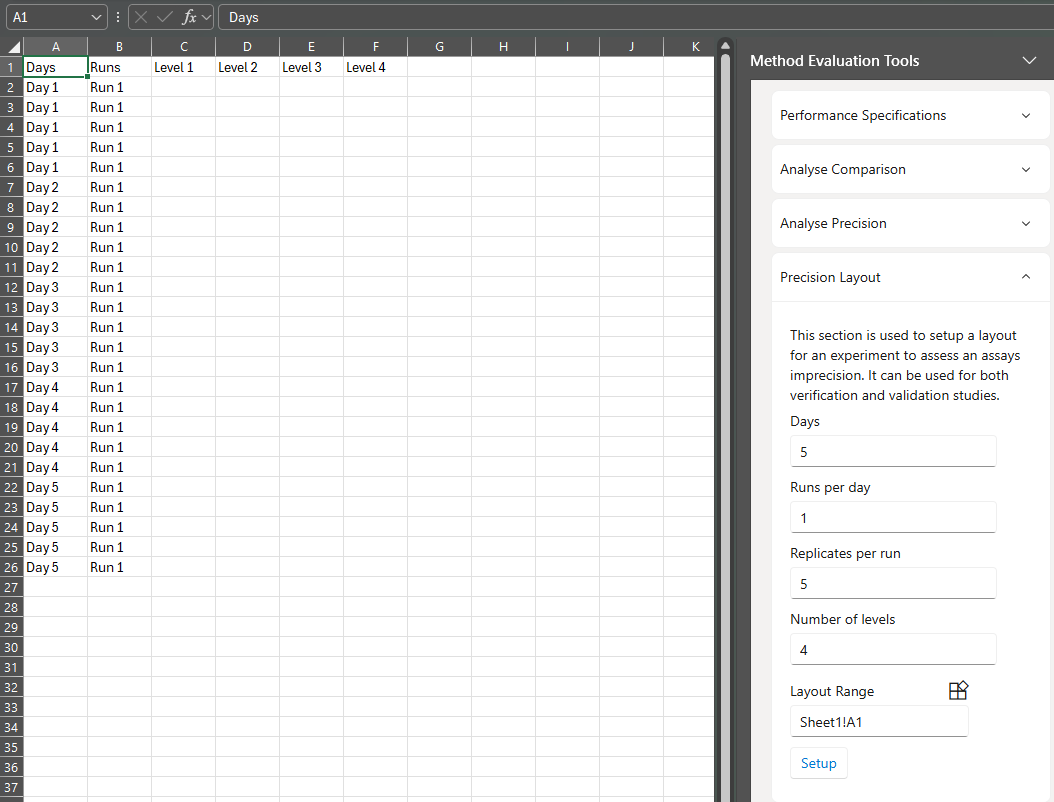 A1 fx Days
A B C D E F G H I J K
1 Days Runs Level 1 Level 2 Level 3 Level 4
2 Day 1 Run 1
3 Day 1 Run 1
4 Day 1 Run 1
5 Day 1 Run 1
6 Day 1 Run 1
7 Day 2 Run 1
8 Day 2 Run 1
9 Day 2 Run 1
10 Day 2 Run 1
11 Day 2 Run 1
12 Day 3 Run 1
13 Day 3 Run 1
14 Day 3 Run 1
15 Day 3 Run 1
16 Day 3 Run 1
17 Day 4 Run 1
18 Day 4 Run 1
19 Day 4 Run 1
20 Day 4 Run 1
21 Day 4 Run 1
22 Day 5 Run 1
23 Day 5 Run 1
24 Day 5 Run 1
25 Day 5 Run 1
26 Day 5 Run 1
27
28
29
30
31
32
33
34
35
36
37
Method Evaluation Tools
Performance Specifications
Analyse Comparison
Analyse Precision
Precision Layout
This section is used to setup a layout
for an experiment to assess an assays
imprecision. It can be used for both
verification and validation studies.
Days
5
Runs per day
1
Replicates per run
5
Number of levels
4
Layout Range
Sheet1!A1
Setup